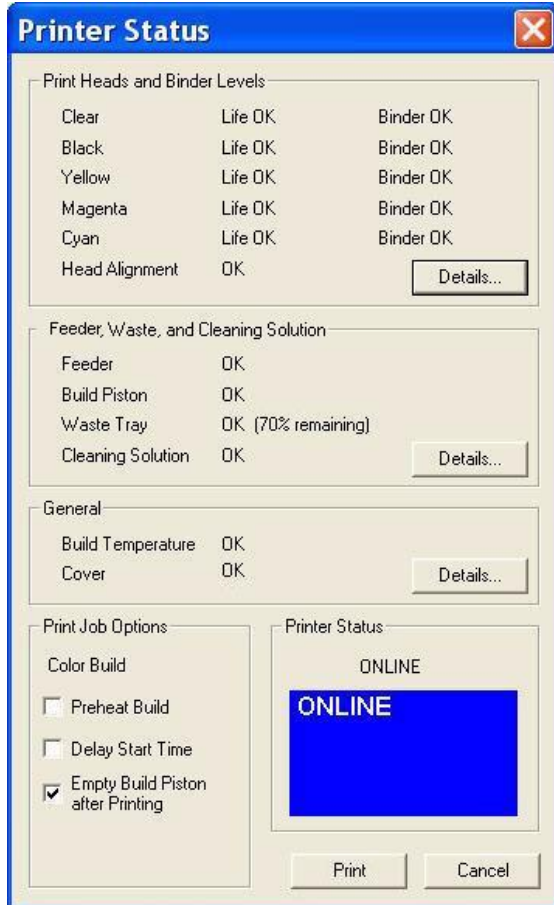 Printer Status
Print Heads and Binder Levels
Clear Life OK Binder OK
Black Life OK Binder OK
Yellow Life OK Binder OK
Magenta Life OK Binder OK
Cyan Life OK Binder OK
Head Alignment OK
Details...
Feeder, Waste, and Cleaning Solution
Feeder OK
Build Piston OK
Waste Tray OK (70% remaining)
Cleaning Solution OK
Details...
General
Build Temperature OK
Cover OK
Details...
Print Job Options
Color Build
Preheat Build
Delay Start Time
Empty Build Piston
after Printing
Printer Status
ONLINE
ONLINE
Print
Cancel